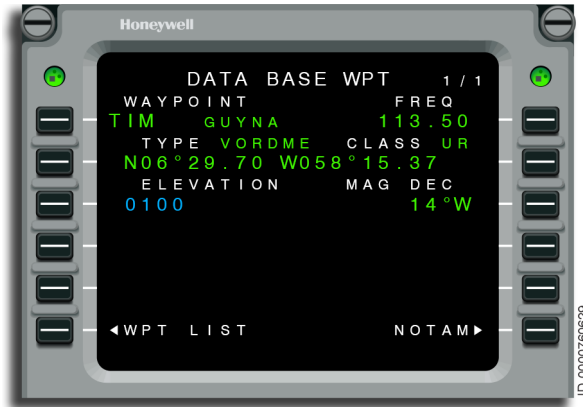 Honeywell
DATA BASE WPT 1/1
WAYPOINT FREQ
TIM GUYNA 113.50
TYPE VORDME CLASS UR
N06°29.70 W058°15.37
ELEVATION MAG DEC
0100 14°W
◀WPT LIST NOTAM▶